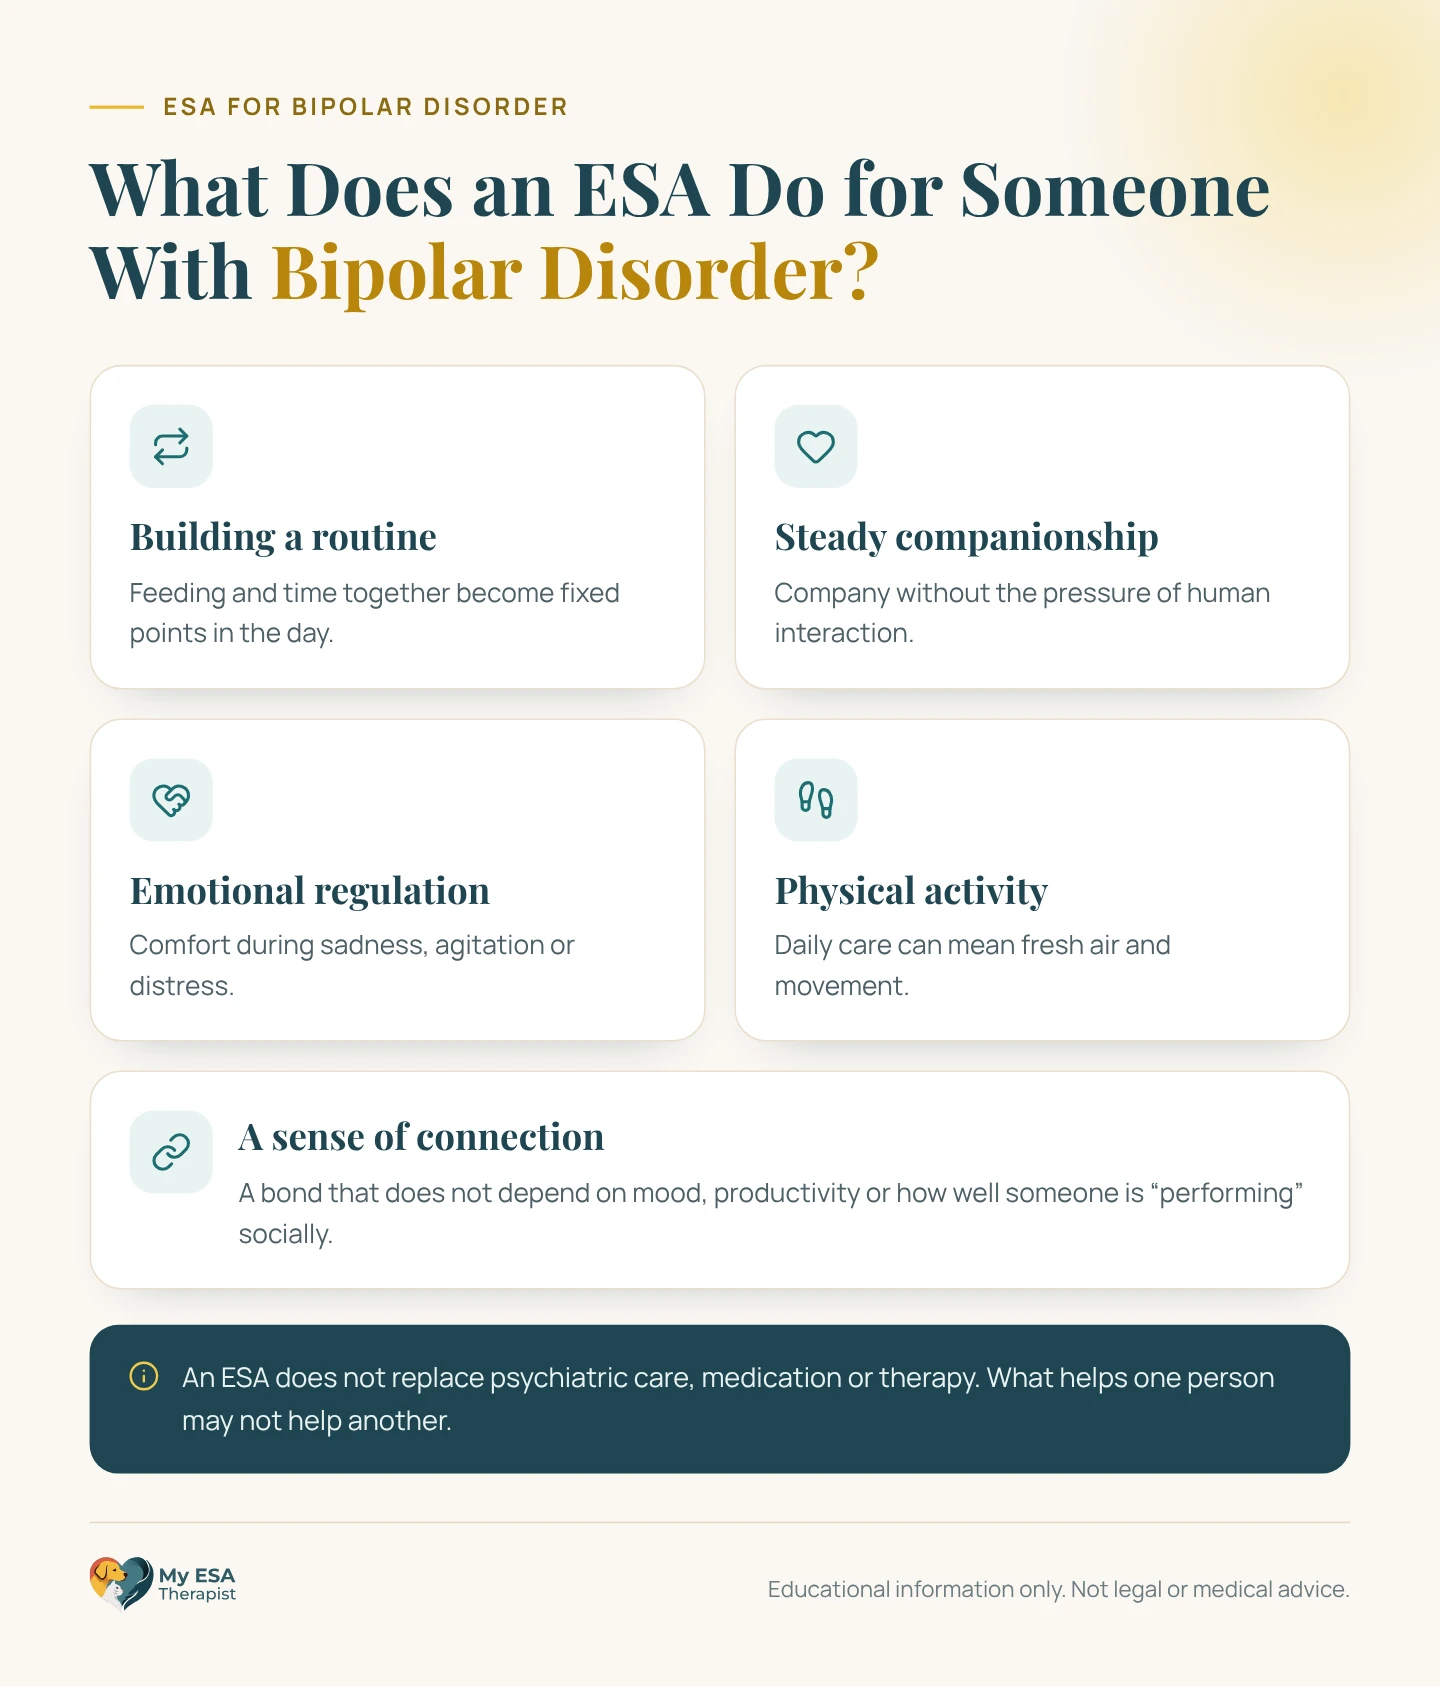 ESA FOR BIPOLAR DISORDER
What Does an ESA Do for Someone
With Bipolar Disorder?
Building a routine
Feeding and time together become fixed
points in the day.
Steady companionship
Company without the pressure of human
interaction.
Emotional regulation
Comfort during sadness, agitation or
distress.
Physical activity
Daily care can mean fresh air and
movement.
A sense of connection
A bond that does not depend on mood, productivity or how well someone is “performing”
socially.
An ESA does not replace psychiatric care, medication or therapy. What helps one person
may not help another.
My ESA
Therapist
Educational information only. Not legal or medical advice.